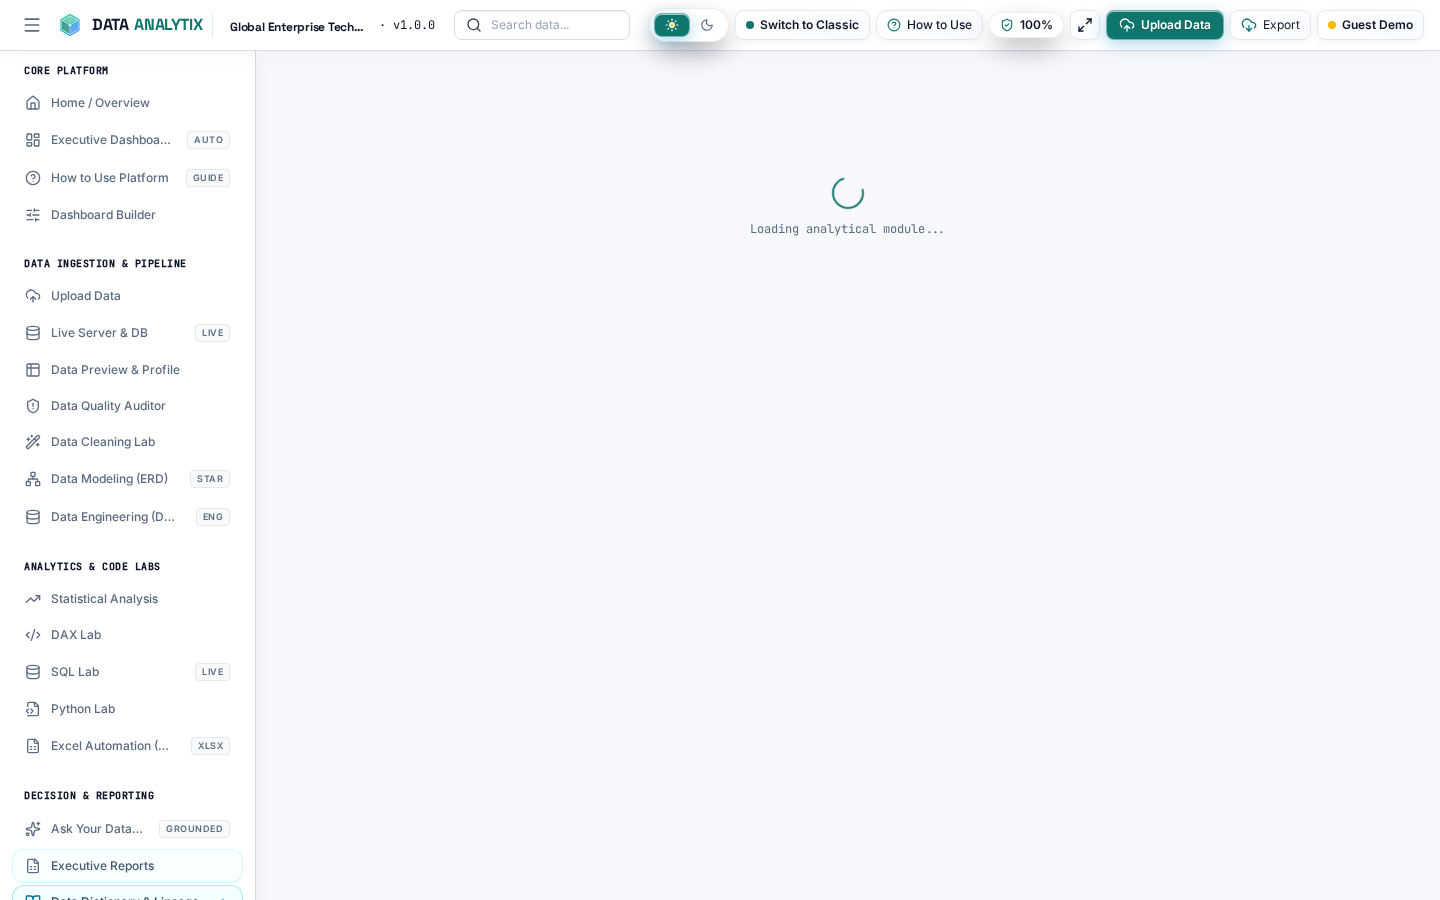 DATA ANALYTIX
Global Enterprise Tech...
· v1.0.0
Search data...
Switch to Classic
How to Use
100%
Upload Data
Export
Guest Demo
CORE PLATFORM
Home / Overview
Executive Dashboa... AUTO
How to Use Platform GUIDE
Dashboard Builder
DATA INGESTION & PIPELINE
Upload Data
Live Server & DB LIVE
Data Preview & Profile
Data Quality Auditor
Data Cleaning Lab
Data Modeling (ERD) STAR
Data Engineering (D... ENG
ANALYTICS & CODE LABS
Statistical Analysis
DAX Lab
SQL Lab LIVE
Python Lab
Excel Automation (... XLSX
DECISION & REPORTING
Ask Your Data... GROUNDED
Executive Reports
Data Dictionary & Lineage
Loading analytical module...